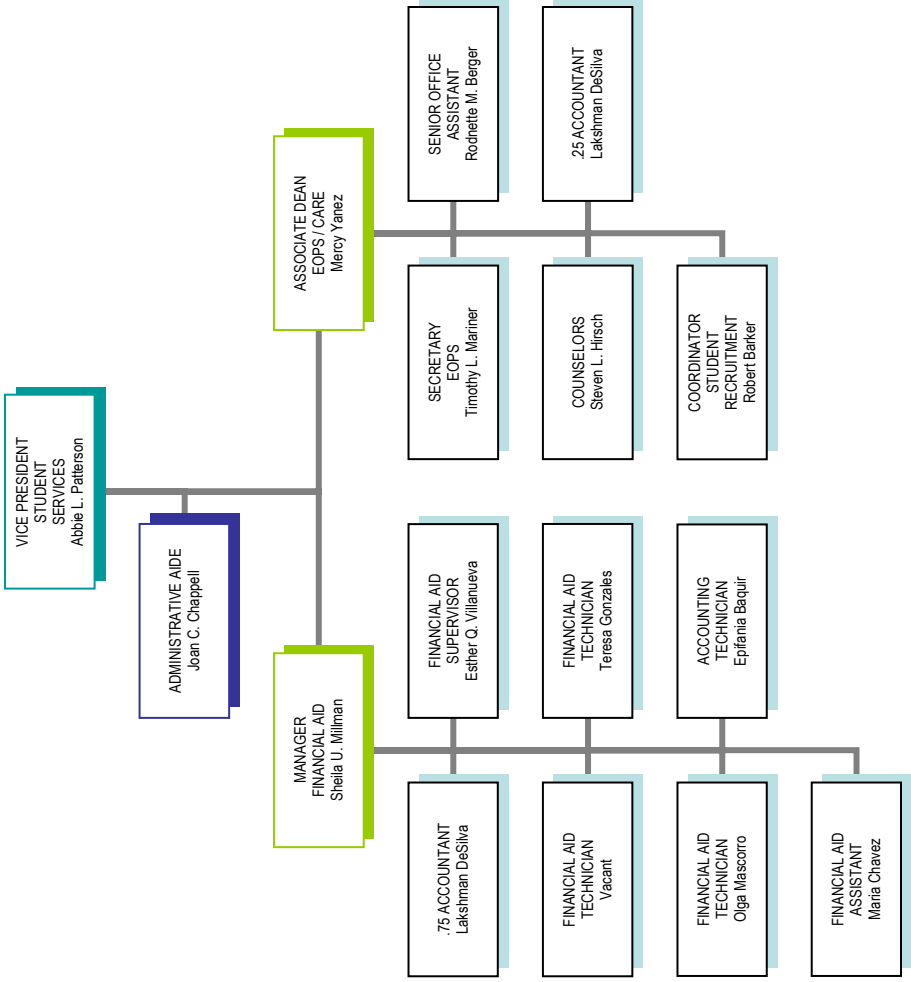 VICE PRESIDENT
STUDENT
SERVICES
Abbie L. Patterson
ADMINISTRATIVE AIDE
Joan C. Chappell
MANAGER
FINANCIAL AID
Sheila U. Millman
ASSOCIATE DEAN
EOPS / CARE
Mercy Yanez
.75 ACCOUNTANT
Lakshman DeSilva
FINANCIAL AID
SUPERVISOR
Esther Q. Villanueva
SECRETARY
EOPS
Timothy L. Mariner
SENIOR OFFICE
ASSISTANT
Rodnette M. Berger
FINANCIAL AID
TECHNICIAN
Vacant
FINANCIAL AID
TECHNICIAN
Teresa Gonzales
COUNSELORS
Steven L. Hirsch
.25 ACCOUNTANT
Lakshman DeSilva
FINANCIAL AID
TECHNICIAN
Olga Mascorro
ACCOUNTING
TECHNICIAN
Epifania Baquir
COORDINATOR
STUDENT
RECRUITMENT
Robert Barker
FINANCIAL AID
ASSISTANT
Maria Chavez